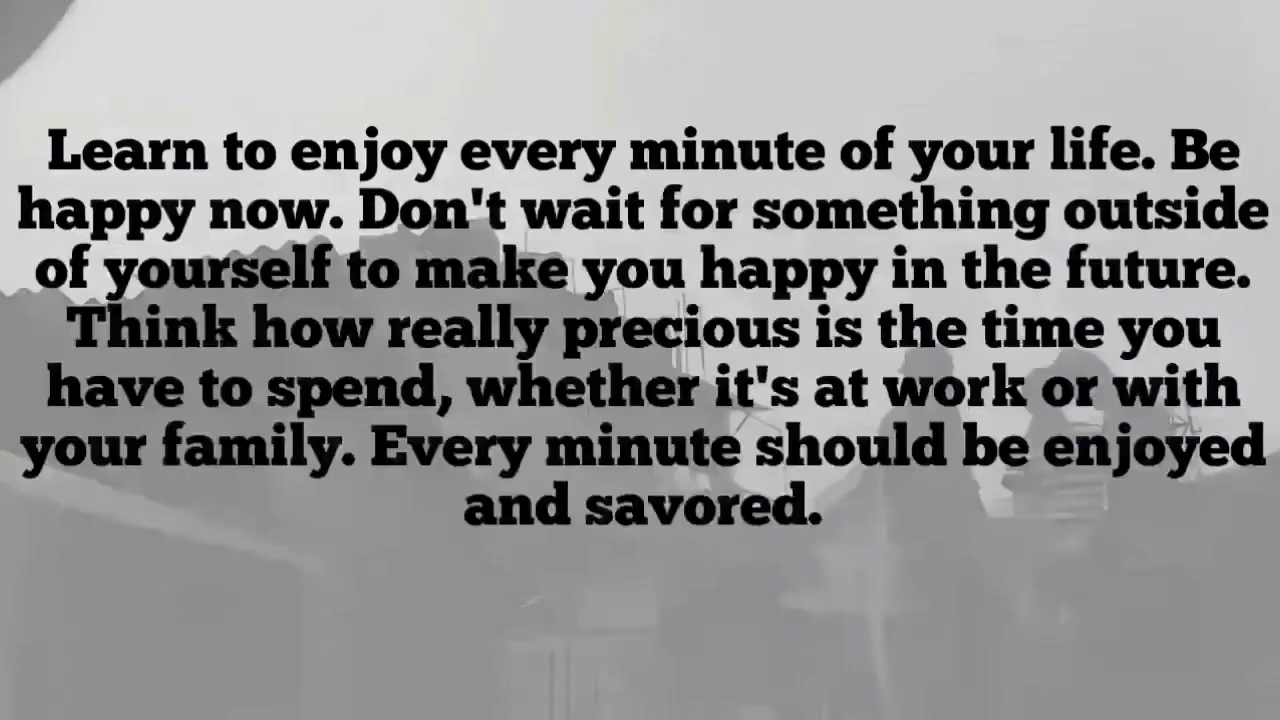 Learn to enjoy every minute of your life. Be
happy now. Don't wait for something outside
of yourself to make you happy in the future.
Think how really precious is the time you
have to spend, whether it's at work or with
your family. Every minute should be enjoyed
and savored.